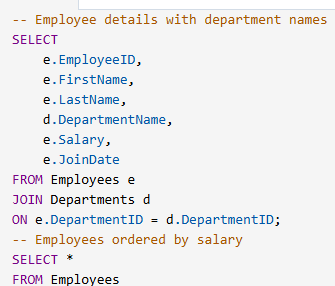 -- Employee details with department names
SELECT
e.EmployeeID,
e.FirstName,
e.LastName,
d.DepartmentName,
e.Salary,
e.JoinDate
FROM Employees e
JOIN Departments d
ON e.DepartmentID = d.DepartmentID;
-- Employees ordered by salary
SELECT *
FROM Employees